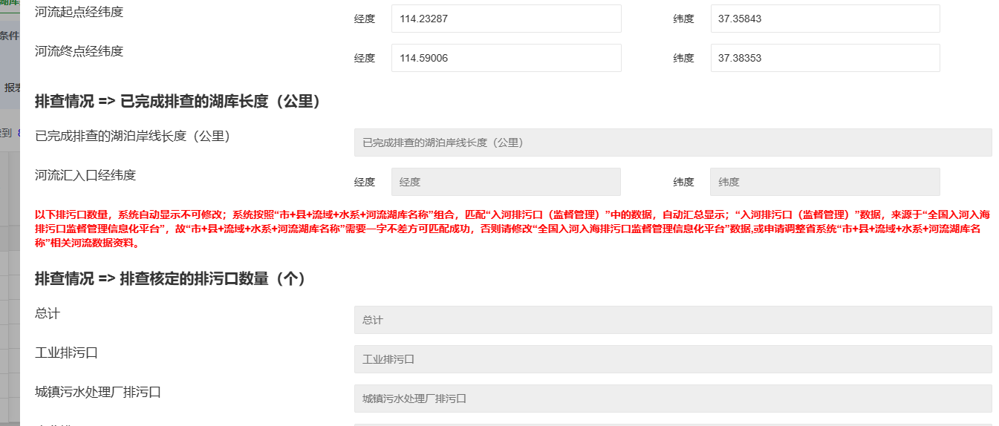 河流起点经纬度
经度 114.23287 纬度 37.35843
条件
河流终点经纬度
经度 114.59006 纬度 37.38353
报表
排查情况 => 已完成排查的湖库长度（公里）
已完成排查的湖泊岸线长度（公里） 已完成排查的湖泊岸线长度（公里）
到
河流汇入口经纬度
经度 经度 纬度 纬度
以下排污口数量，系统自动显示不可修改；系统按照“市+县+流域+水系+河流湖库名称”组合，匹配“入河排污口（监督管理）”中的数据，自动汇总显示；“入河排污口（监督管理）”数据，来源于“全国入河入海
排污口监督管理信息化平台”，故“市+县+流域+水系+河流湖库名称”需要一字不差方可匹配成功，否则请修改“全国入河入海排污口监督管理信息化平台”数据,或申请调整省系统“市+县+流域+水系+河流湖库名
称”相关河流数据资料。
排查情况 => 排查核定的排污口数量（个）
总计 总计
工业排污口 工业排污口
城镇污水处理厂排污口 城镇污水处理厂排污口